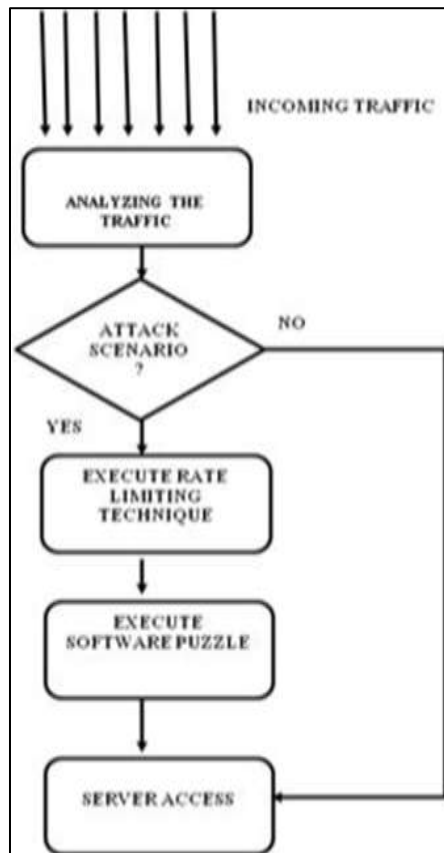 INCOMING TRAFFIC
ANALYZING THE
TRAFFIC
ATTACK
SCENARIO
?
NO
YES
EXECUTE RATE
LIMITING
TECHNIQUE
EXECUTE
SOFTWARE PUZZLE
SERVER ACCESS